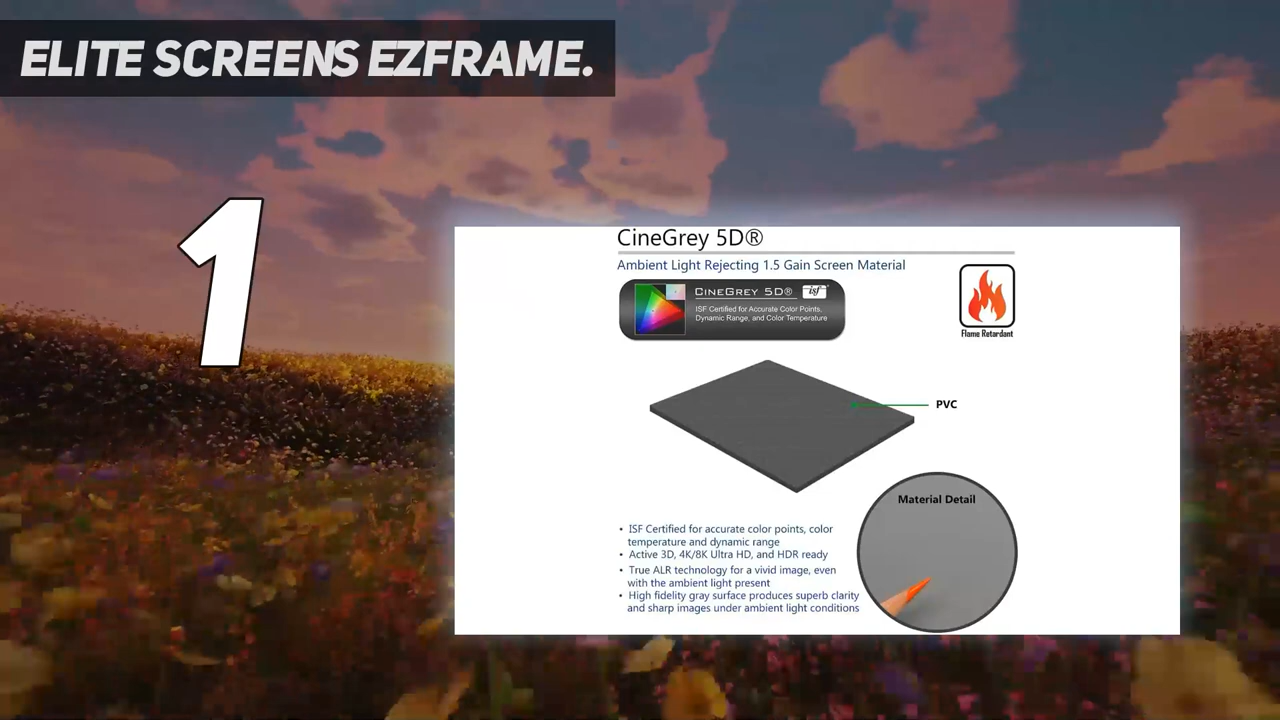 ELITE SCREENS EZFRAME.
1
CineGrey 5D®
Ambient Light Rejecting 1.5 Gain Screen Material
CINEGREY 5D® isf
ISF Certified for Accurate Color Points,
Dynamic Range, and Color Temperature
Flame Retardant
PVC
Material Detail
• ISF Certified for accurate color points, color
temperature and dynamic range
• Active 3D, 4K/8K Ultra HD, and HDR ready
• True ALR technology for a vivid image, even
with the ambient light present
• High fidelity gray surface produces superb clarity
and sharp images under ambient light conditions